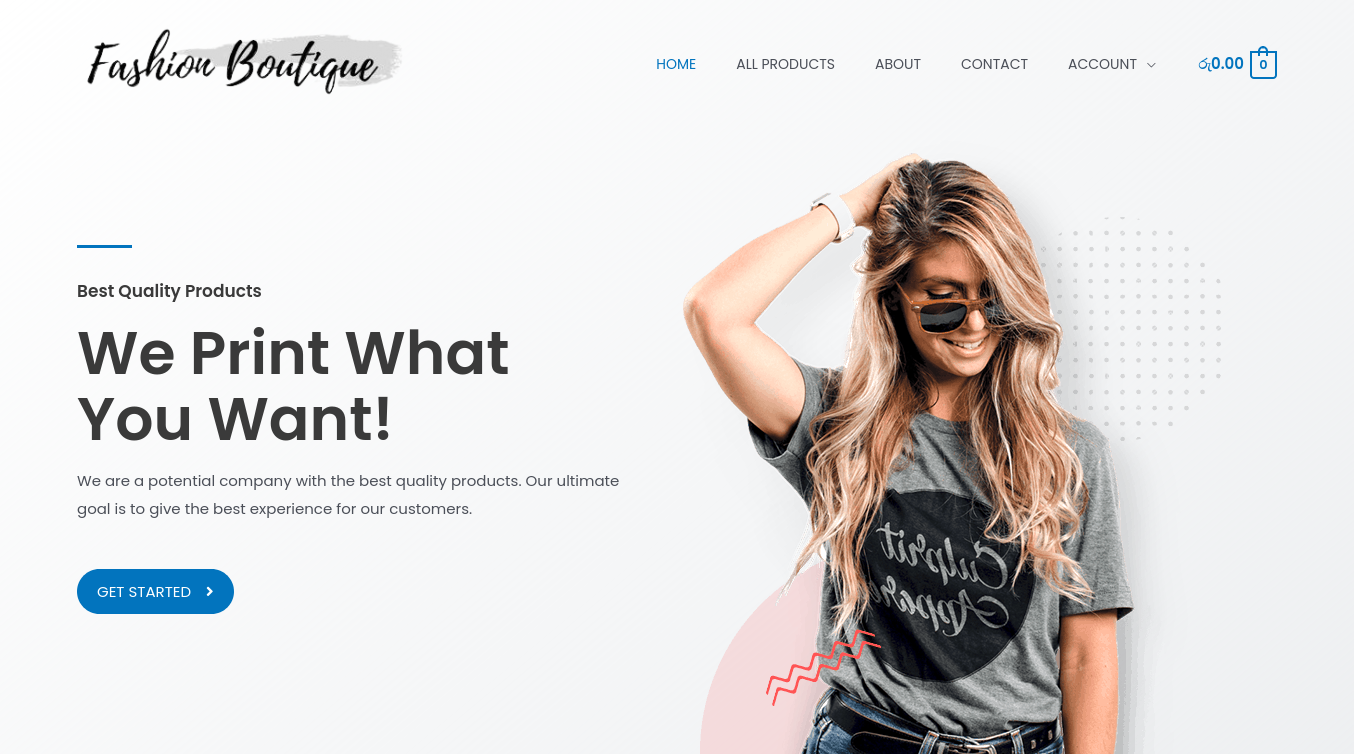 Fashion Boutique
HOME ALL PRODUCTS ABOUT CONTACT ACCOUNT රු0.00 0
Best Quality Products
We Print What
You Want!
We are a potential company with the best quality products. Our ultimate
goal is to give the best experience for our customers.
GET STARTED
Culprit
Appare